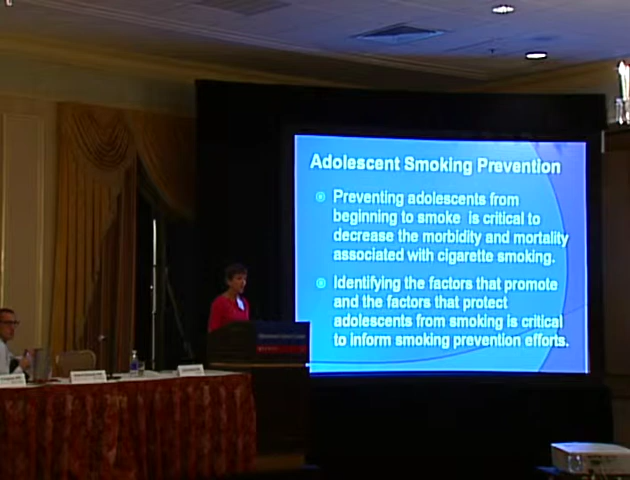 Adolescent Smoking Prevention
Preventing adolescents from
beginning to smoke is critical to
decrease the morbidity and mortality
associated with cigarette smoking.
Identifying the factors that promote
and the factors that protect
adolescents from smoking is critical
to inform smoking prevention efforts.